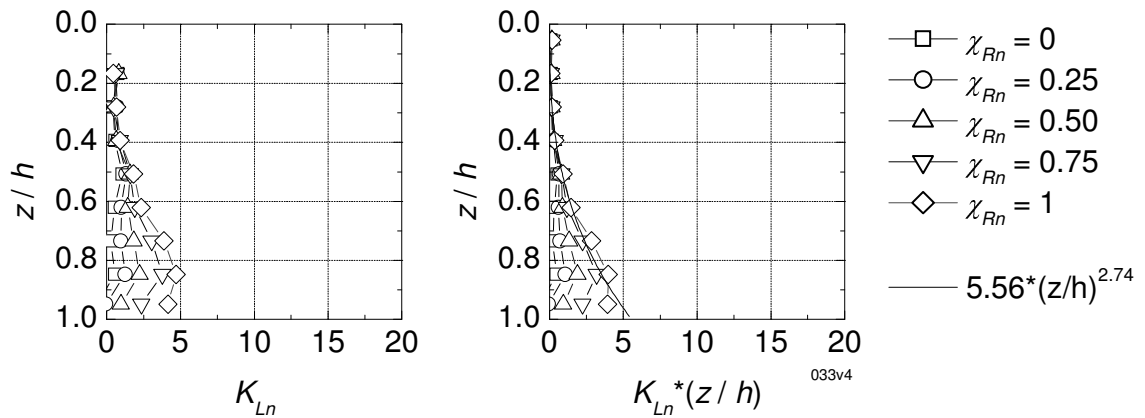 0.0
0.2
0.4
0.6
0.8
1.0
z / h
0 5 10 15 20
K_Ln
0.0
0.2
0.4
0.6
0.8
1.0
z / h
0 5 10 15 20
K_Ln*(z / h)
033v4
χ_Rn = 0
χ_Rn = 0.25
χ_Rn = 0.50
χ_Rn = 0.75
χ_Rn = 1
5.56*(z/h)^2.74